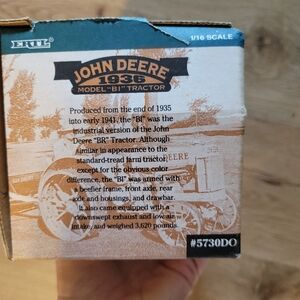 ERTL
1/16 SCALE
JOHN DEERE
1936
MODEL "BI" TRACTOR
Produced from the end of 1935
into early 1941, the "BI" was the
industrial version of the John
Deere "BR" Tractor. Although
similar in appearance to the
standard-tread farm tractor,
except for the obvious color
difference, the "BI" was armed with
a beefier frame, front axle, rear
axle and housings, and drawbar.
It also came equipped with a
downswept exhaust and low air
intake, and weighed 3,620 pounds.
#5730DO